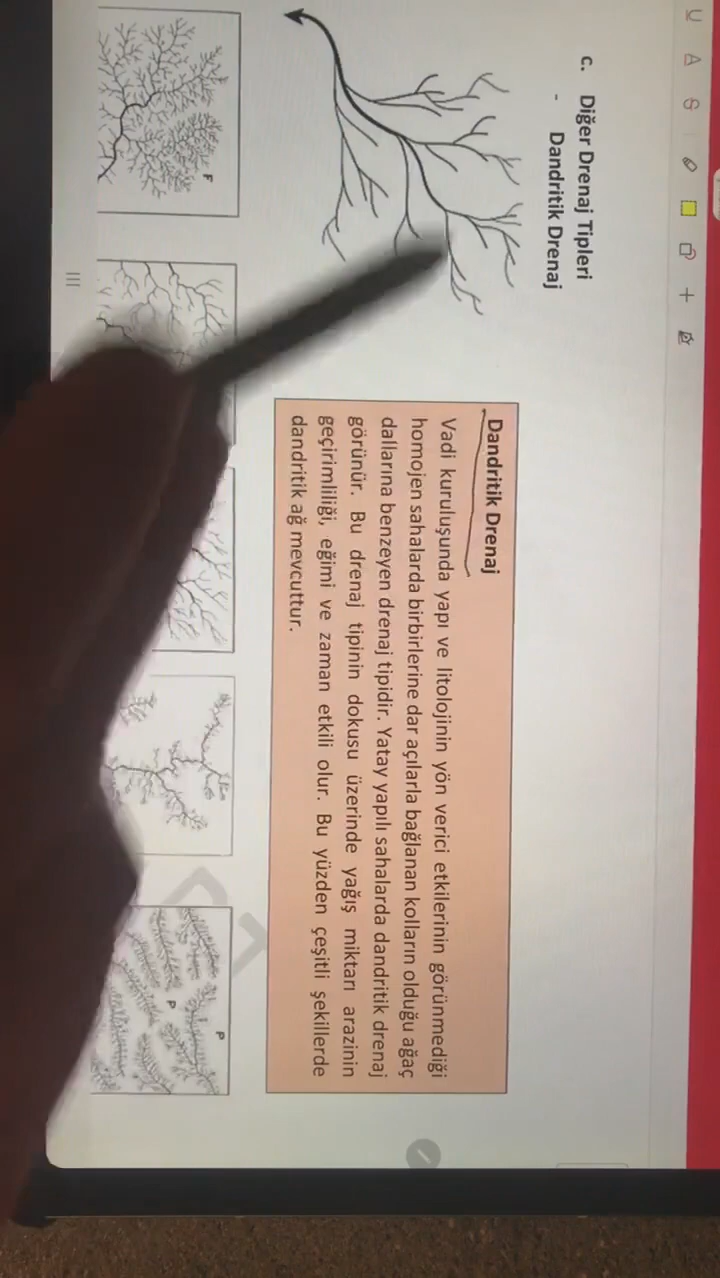 c. Diğer Drenaj Tipleri
- Dandritik Drenaj
Dandritik Drenaj
Vadi kuruluşunda yapı ve litolojinin yön verici etkilerinin görünmediği
homojen sahalarda birbirlerine dar açılarla bağlanan kolların olduğu ağaç
dallarına benzeyen drenaj tipidir. Yatay yapılı sahalarda dandritik drenaj
görünür. Bu drenaj tipinin dokusu üzerinde yağış miktarı arazinin
geçirimliliği, eğimi ve zaman etkili olur. Bu yüzden çeşitli şekillerde
dandritik ağ mevcuttur.
F
P
P